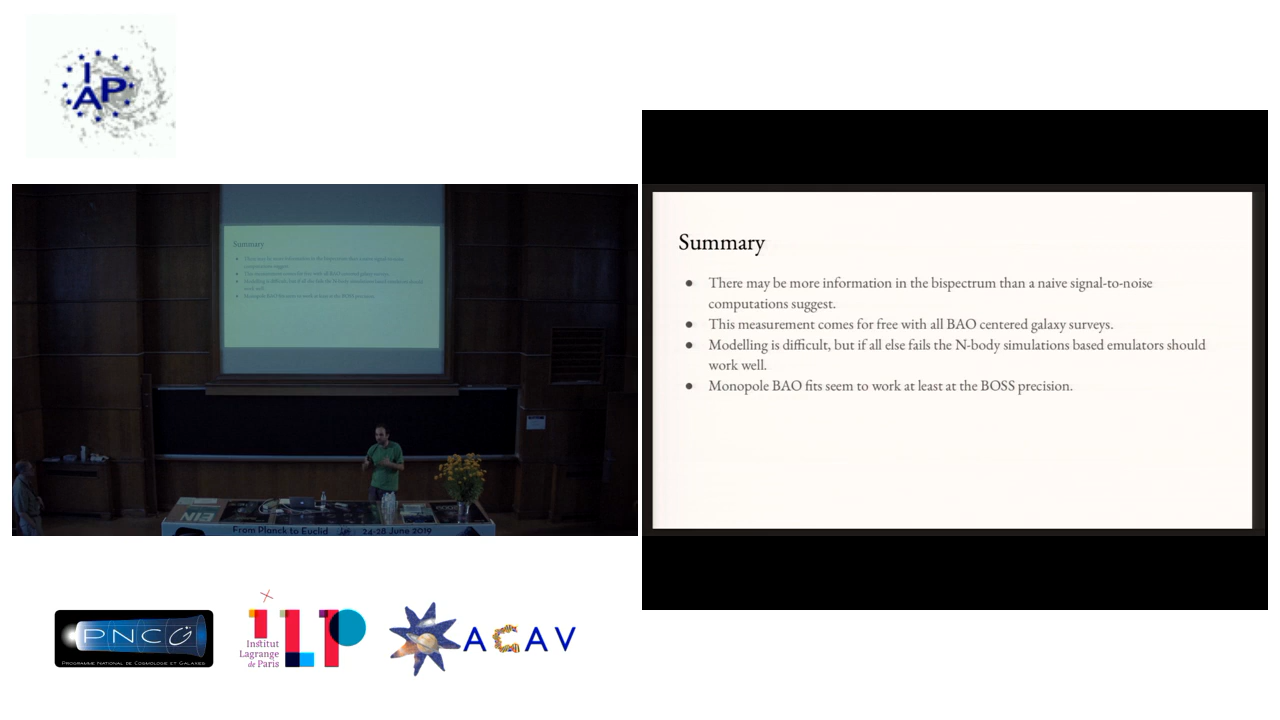 IAP
Summary
There may be more information in the bispectrum than a naive signal-to-noise
computations suggest.
This measurement comes for free with all BAO centered galaxy surveys.
Modelling is difficult, but if all else fails the N-body simulations based emulators should
work well.
Monopole BAO fits seem to work at least at the BOSS precision.
Summary
From Planck to Euclid
24-28 June 2019
PNCG
PROGRAMME NATIONAL DE COSMOLOGIE ET GALAXIES
ILP
Institut
Lagrange
de Paris
ACAV